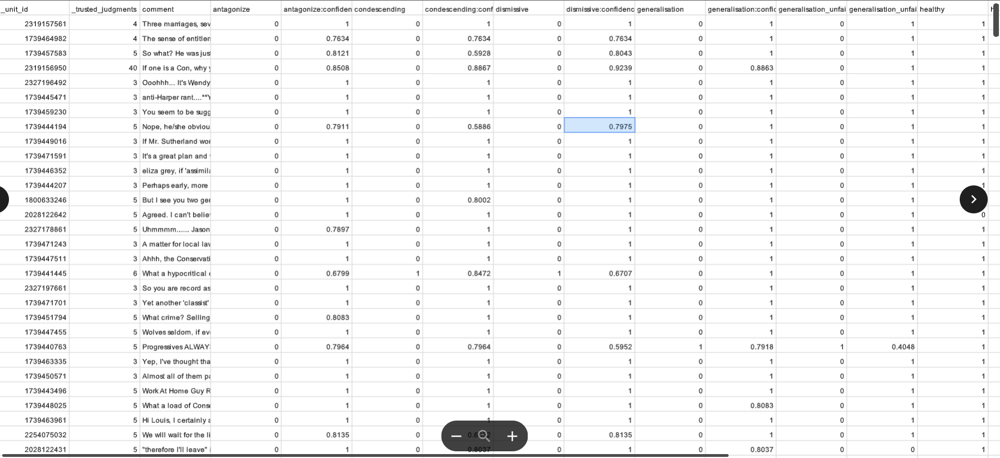 _unit_id _trusted_judgments comment antagonize antagonize:confiden condescending condescending:conf dismissive dismissive:confidenc generalisation generalisation:confic generalisation_unfai generalisation_unfai healthy h
2319157561 4 Three marriages, sev 0 1 0 1 0 1 0 1 0 1 1
1739464982 4 The sense of entitlen 0 0.7634 0 0.7634 0 0.7634 0 1 0 1 1
1739457583 5 So what? He was jus 0 0.8121 0 0.5928 0 0.8043 0 1 0 1 1
2319156950 40 If one is a Con, why y 0 0.8508 0 0.8867 0 0.9239 0 0.8863 0 1 1
2327196492 3 Ooohhh... It's Wendy 0 1 0 1 0 1 0 1 0 1 1
1739445471 3 anti-Harper rant....**Y 0 1 0 1 0 1 0 1 0 1 1
1739459230 3 You seem to be sugg 0 1 0 1 0 1 0 1 0 1 1
1739444194 5 Nope, he/she obviou 0 0.7911 0 0.5886 0 0.7975 0 1 0 1 1
1739449016 3 If Mr. Sutherland wor 0 1 0 1 0 1 0 1 0 1 1
1739471591 3 It's a great plan and 0 1 0 1 0 1 0 1 0 1 1
1739446352 3 eliza grey, if 'assimila 0 1 0 1 0 1 0 1 0 1 1
1739444207 3 Perhaps early, more 0 1 0 1 0 1 0 1 0 1 1
1800633246 5 But I see you two ger 0 1 0 0.8002 0 1 0 1 0 1
2028122642 5 Agreed. I can't believ 0 1 0 1 0 1 0 1 0 1 0
2327178861 5 Uhmmmm...... Jason 0 0.7897 0 1 0 1 0 1 0 1 1
1739471243 3 A matter for local law 0 1 0 1 0 1 0 1 0 1 1
1739447511 3 Ahhh, the Conservati 0 1 0 1 0 1 0 1 0 1 1
1739441445 6 What a hypocritical 0 0.6799 1 0.8472 1 0.6707 0 1 0 1 1
2327197661 3 So you are record as 0 1 0 1 0 1 0 1 0 1 1
1739471701 3 Yet another 'classist' 0 1 0 1 0 1 0 1 0 1 1
1739451794 5 What crime? Selling 0 0.8083 0 1 0 1 0 1 0 1 1
1739447455 5 Wolves seldom, if ev 0 1 0 1 0 1 0 1 0 1 1
1739440763 5 Progressives ALWAY 0 0.7964 0 0.7964 0 0.5952 1 0.7918 1 0.4048 1
1739463335 3 Yep, I've thought tha 0 1 0 1 0 1 0 1 0 1 1
1739450571 3 Almost all of them pa 0 1 0 1 0 1 0 1 0 1 1
1739443496 5 Work At Home Guy R 0 1 0 1 0 1 0 1 0 1 1
1739448025 5 What a load of Cons 0 1 0 1 0 1 0 0.8083 0 1 1
1739463961 5 Hi Louis, I certainly a 0 1 0 1 0 1 0 1 0 1 1
2254075032 5 We will wait for the li 0 0.8135 0 0 0.8135 0 1 0 1 1
2028122431 5 "therefore I'll leave" i 0 1 0 0.8037 0 1 0 0.8037 0 0 1